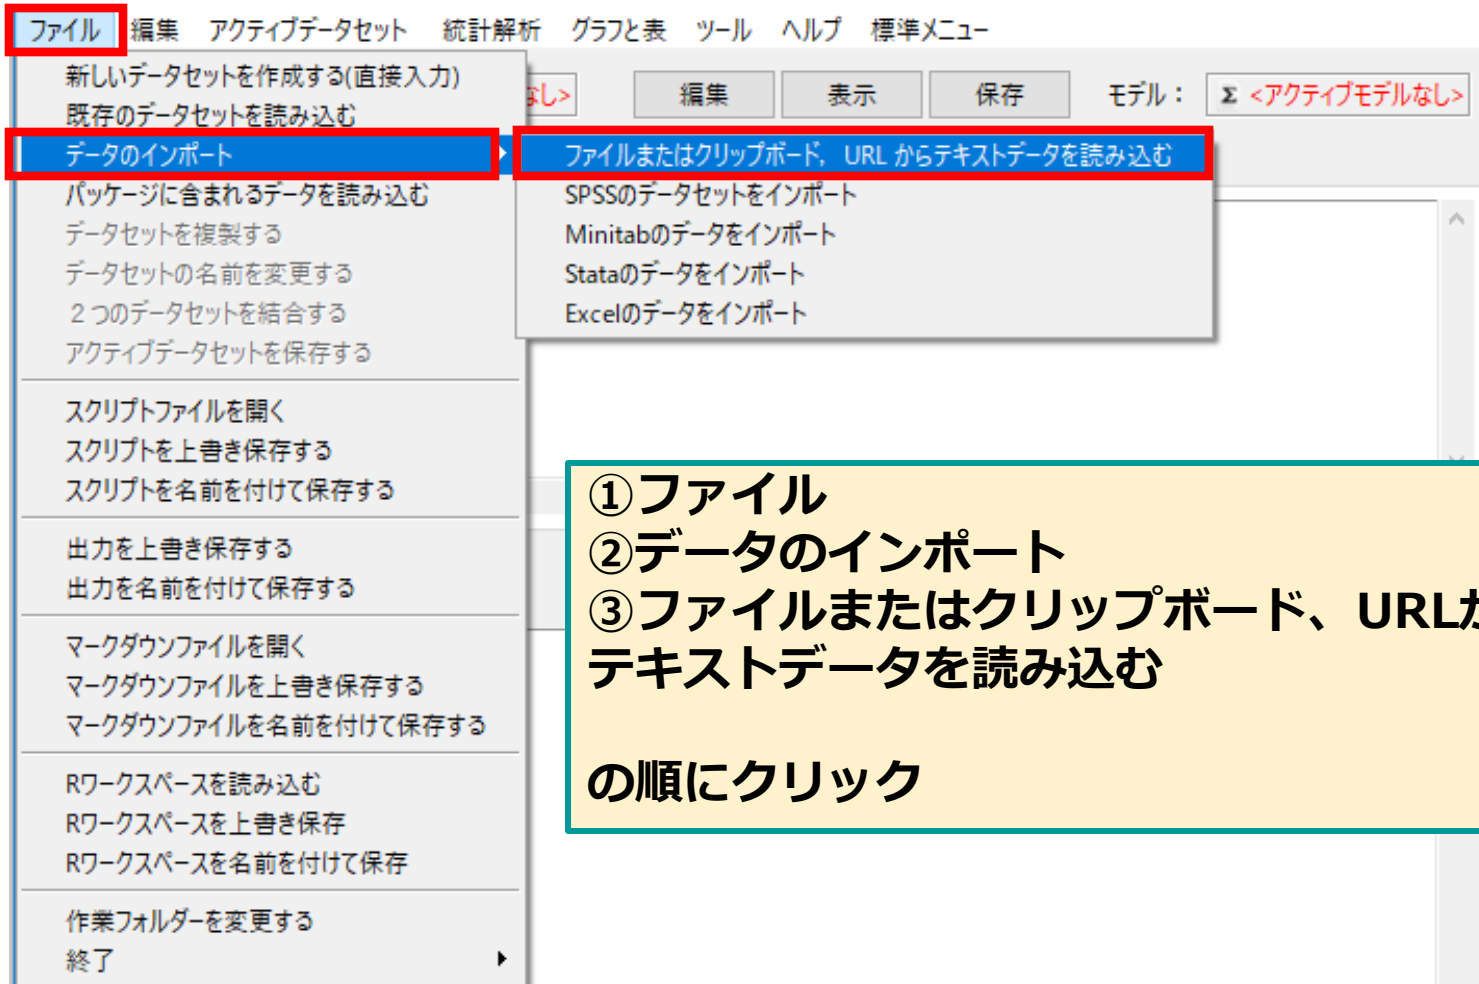 ファイル 編集 アクティブデータセット 統計解析 グラフと表 ツール ヘルプ 標準メニュー
なし> 編集 表示 保存 モデル： Σ <アクティブモデルなし>
新しいデータセットを作成する(直接入力)
既存のデータセットを読み込む
データのインポート
パッケージに含まれるデータを読み込む
データセットを複製する
データセットの名前を変更する
２つのデータセットを結合する
アクティブデータセットを保存する
スクリプトファイルを開く
スクリプトを上書き保存する
スクリプトを名前を付けて保存する
出力を上書き保存する
出力を名前を付けて保存する
マークダウンファイルを開く
マークダウンファイルを上書き保存する
マークダウンファイルを名前を付けて保存する
Rワークスペースを読み込む
Rワークスペースを上書き保存
Rワークスペースを名前を付けて保存
作業フォルダーを変更する
終了
ファイルまたはクリップボード, URL からテキストデータを読み込む
SPSSのデータセットをインポート
Minitabのデータをインポート
Stataのデータをインポート
Excelのデータをインポート
①ファイル
②データのインポート
③ファイルまたはクリップボード、URL
テキストデータを読み込む
の順にクリック